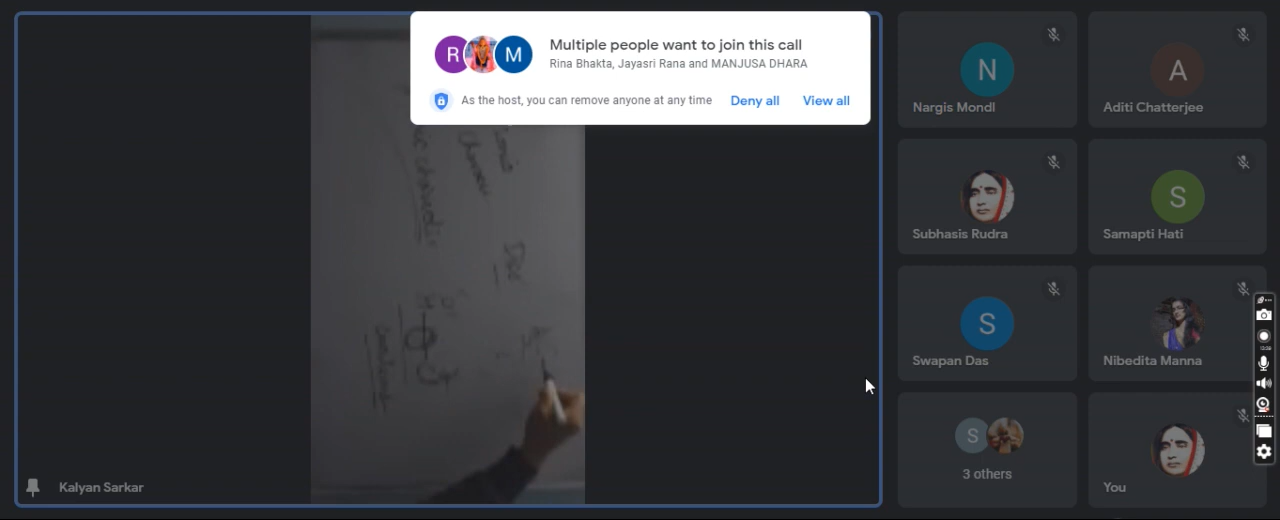 Multiple people want to join this call
Rina Bhakta, Jayasri Rana and MANJUSA DHARA
As the host, you can remove anyone at any time
Deny all
View all
R
M
N
Nargis Mondl
A
Aditi Chatterjee
Subhasis Rudra
S
Samapti Hati
S
Swapan Das
Nibedita Manna
S
3 others
You
Kalyan Sarkar